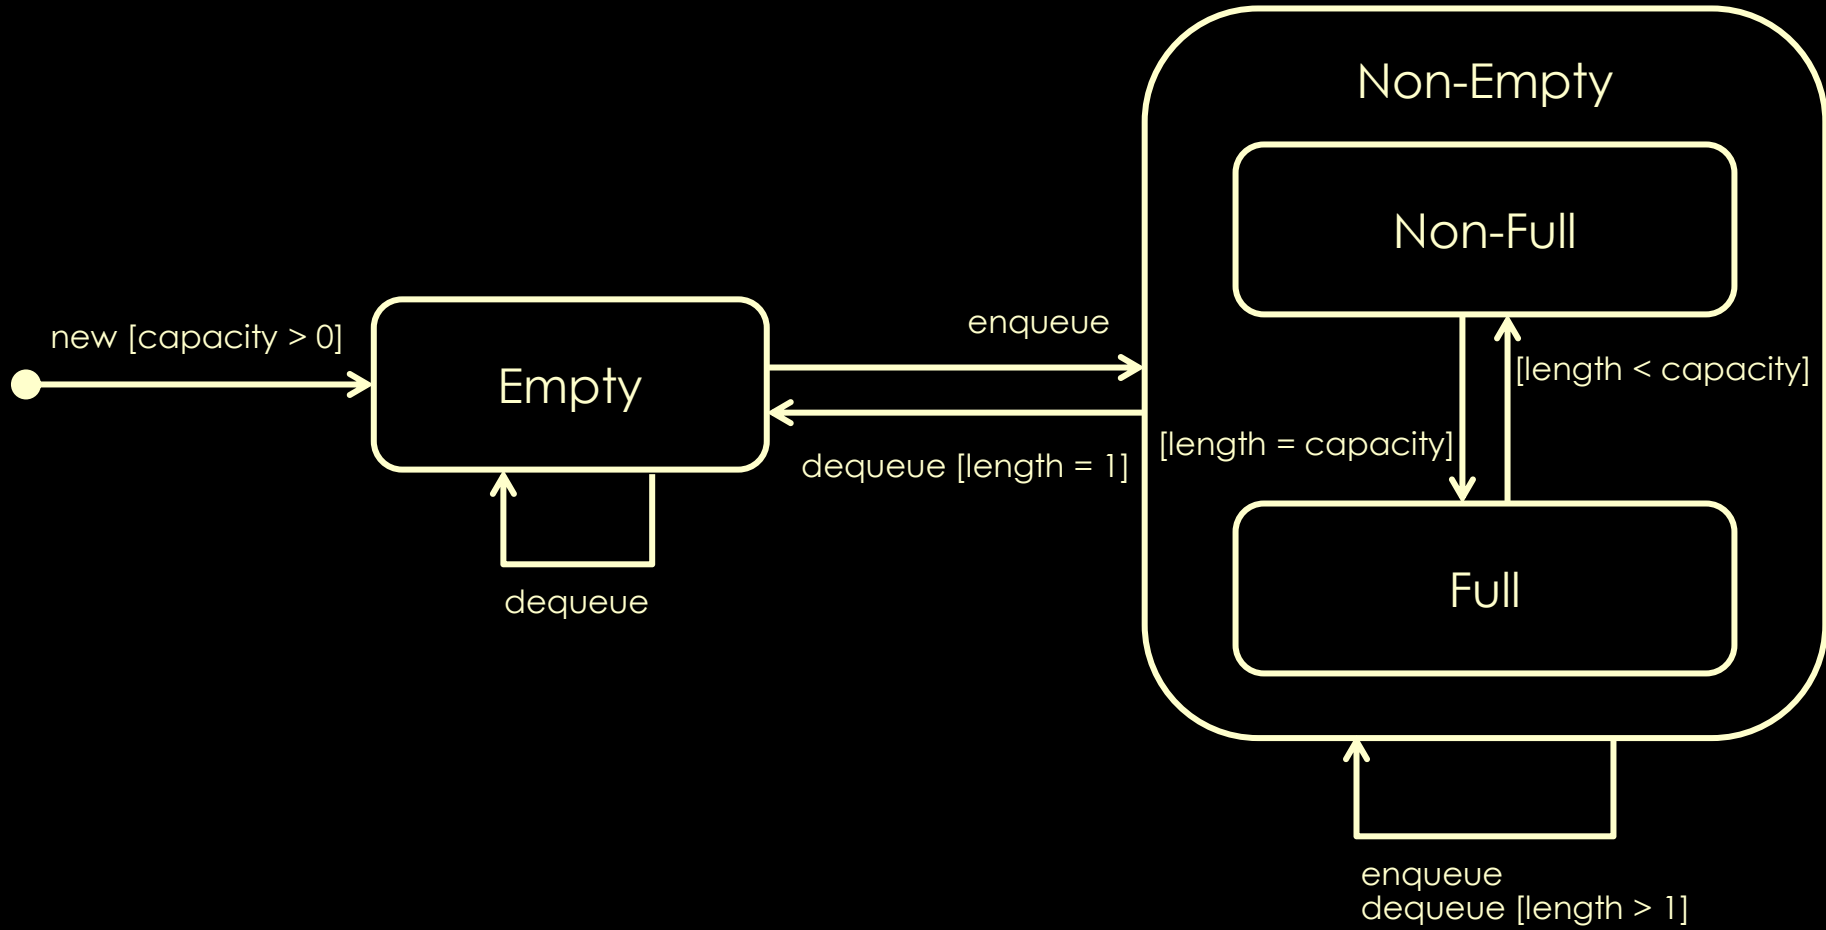 Non-Empty
Non-Full
new [capacity > 0]
enqueue
[length < capacity]
Empty
[length = capacity]
dequeue [length = 1]
Full
dequeue
enqueue
dequeue [length > 1]